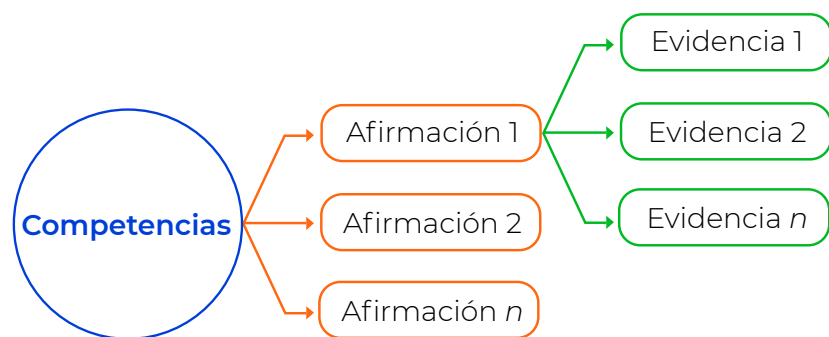 Competencias
Afirmación 1
Afirmación 2
Afirmación n
Evidencia 1
Evidencia 2
Evidencia n